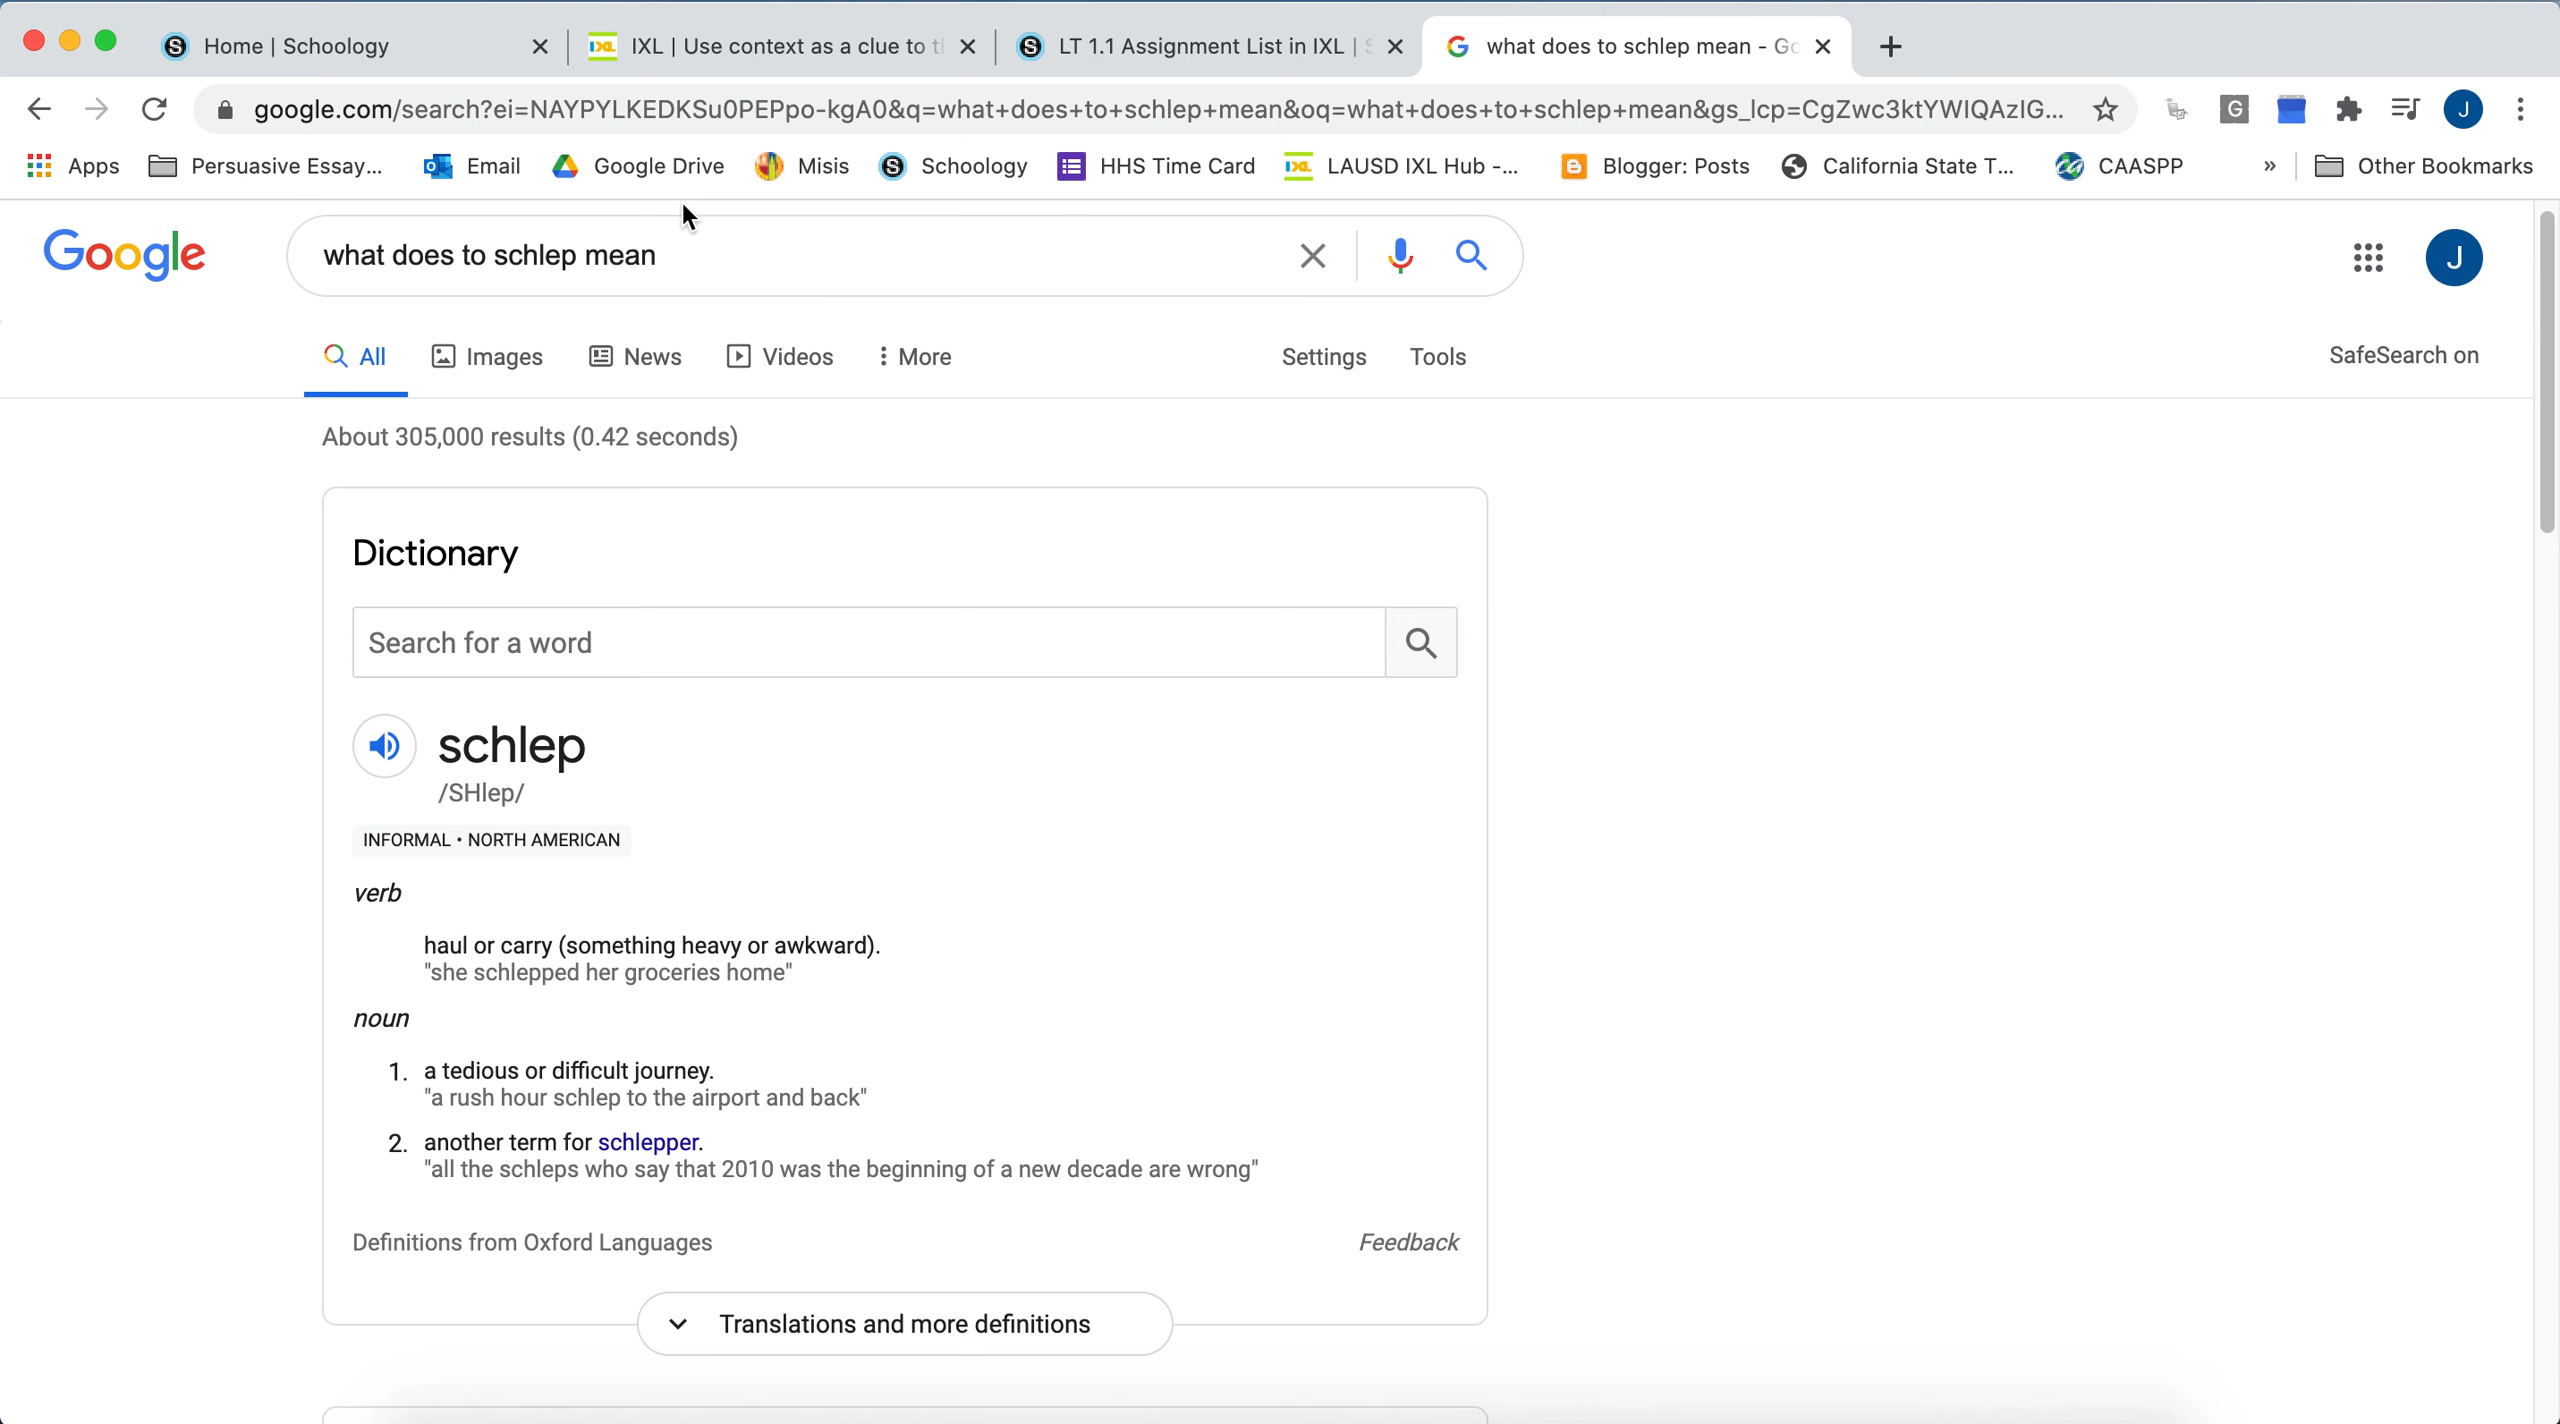 Home | Schoology
IXL | Use context as a clue to t
LT 1.1 Assignment List in IXL |
what does to schlep mean - Go
google.com/search?ei=NAYPYLKEDKSu0PEPpo-kgA0&q=what+does+to+schlep+mean&oq=what+does+to+schlep+mean&gs_lcp=CgZwc3ktYWIQAzIG...
G
J
Apps
Persuasive Essay...
Email
Google Drive
Misis
Schoology
HHS Time Card
LAUSD IXL Hub -...
Blogger: Posts
California State T...
CAASPP
»
Other Bookmarks
Google
what does to schlep mean
J
All
Images
News
Videos
More
Settings
Tools
SafeSearch on
About 305,000 results (0.42 seconds)
Dictionary
Search for a word
schlep
/SHlep/
INFORMAL • NORTH AMERICAN
verb
haul or carry (something heavy or awkward).
"she schlepped her groceries home"
noun
1. a tedious or difficult journey.
"a rush hour schlep to the airport and back"
2. another term for schlepper.
"all the schleps who say that 2010 was the beginning of a new decade are wrong"
Definitions from Oxford Languages
Feedback
Translations and more definitions